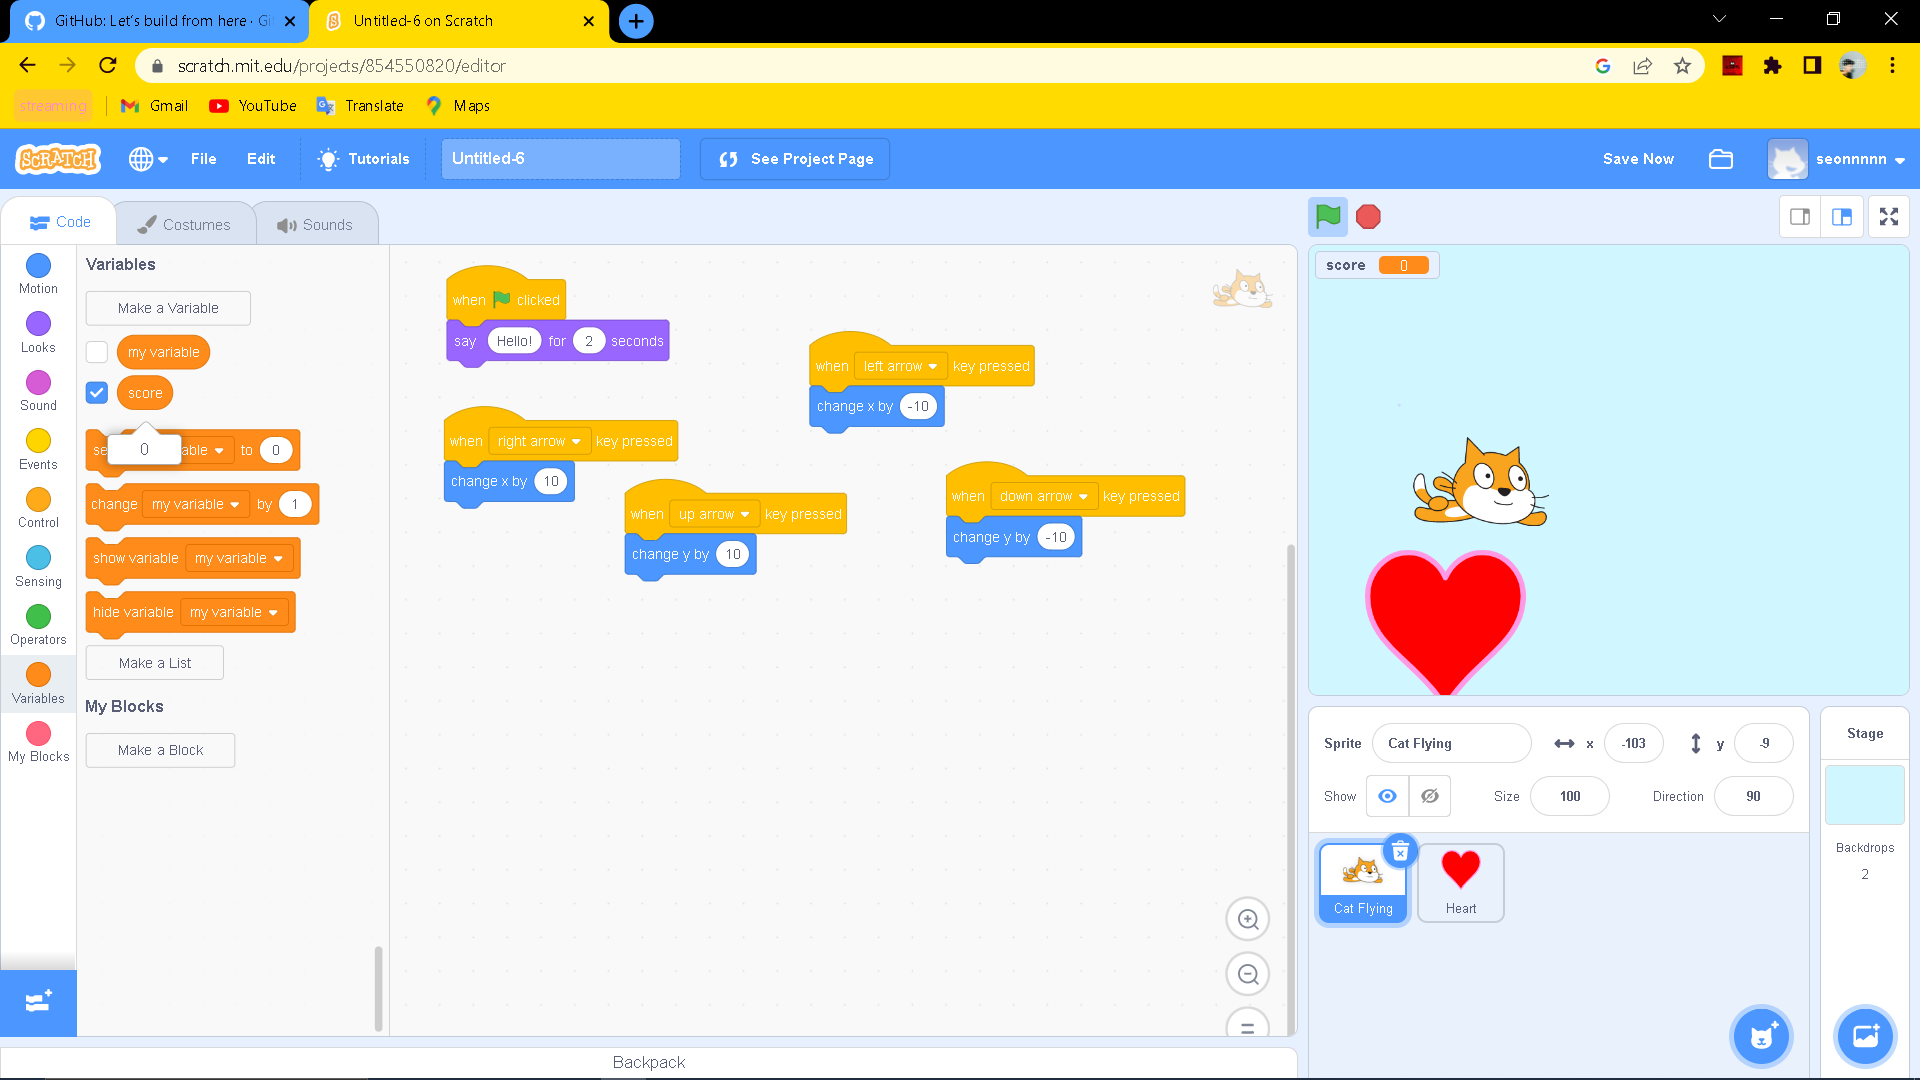 GitHub: Let's build from here · Gi
Untitled-6 on Scratch
scratch.mit.edu/projects/854550820/editor
streaming
Gmail
YouTube
Translate
Maps
SCRATCH
File
Edit
Tutorials
Untitled-6
See Project Page
Save Now
seonnnnn
Code
Costumes
Sounds
Motion
Looks
Sound
Events
Control
Sensing
Operators
Variables
My Blocks
Variables
Make a Variable
my variable
score
0
se able to 0
change my variable by 1
show variable my variable
hide variable my variable
Make a List
My Blocks
Make a Block
when clicked
say Hello! for 2 seconds
when left arrow key pressed
change x by -10
when right arrow key pressed
change x by 10
when up arrow key pressed
change y by 10
when down arrow key pressed
change y by -10
score 0
Sprite Cat Flying x -103 y -9
Show Size 100 Direction 90
Cat Flying
Heart
Stage
Backdrops
2
Backpack